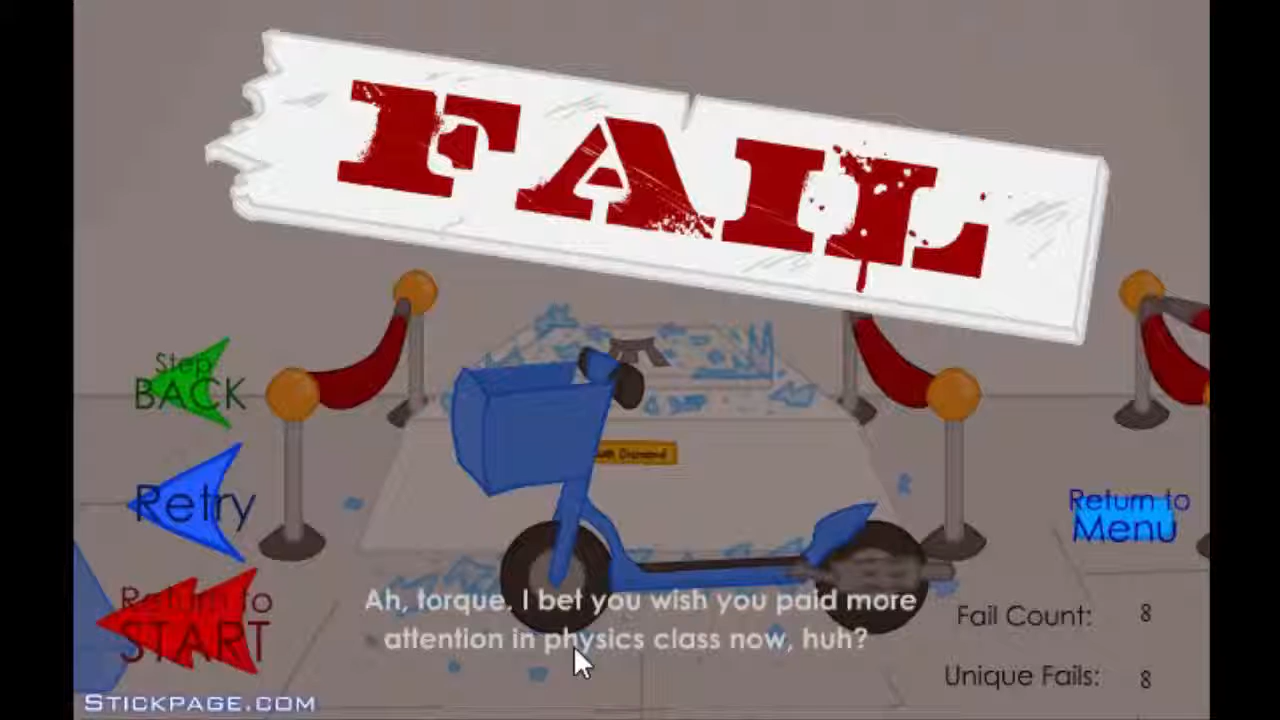 FAIL
Step
BACK
Retry
Return to
START
Diamond
Return to
Menu
Ah, torque. I bet you wish you paid more
attention in physics class now, huh?
Fail Count: 8
Unique Fails: 8
STICKPAGE.COM